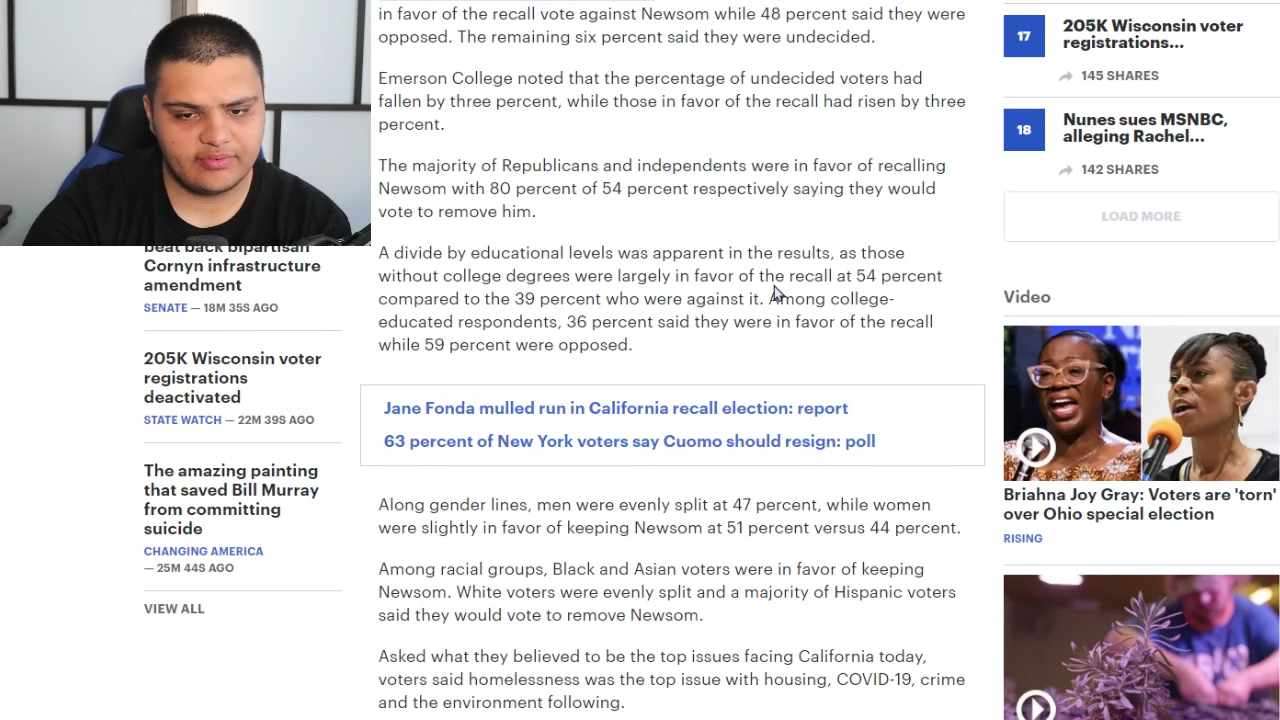 in favor of the recall vote against Newsom while 48 percent said they were
opposed. The remaining six percent said they were undecided.
Emerson College noted that the percentage of undecided voters had
fallen by three percent, while those in favor of the recall had risen by three
percent.
The majority of Republicans and independents were in favor of recalling
Newsom with 80 percent of 54 percent respectively saying they would
vote to remove him.
A divide by educational levels was apparent in the results, as those
without college degrees were largely in favor of the recall at 54 percent
compared to the 39 percent who were against it. Among college-
educated respondents, 36 percent said they were in favor of the recall
while 59 percent were opposed.
Jane Fonda mulled run in California recall election: report
63 percent of New York voters say Cuomo should resign: poll
Along gender lines, men were evenly split at 47 percent, while women
were slightly in favor of keeping Newsom at 51 percent versus 44 percent.
Among racial groups, Black and Asian voters were in favor of keeping
Newsom. White voters were evenly split and a majority of Hispanic voters
said they would vote to remove Newsom.
Asked what they believed to be the top issues facing California today,
voters said homelessness was the top issue with housing, COVID-19, crime
and the environment following.
beat back bipartisan
Cornyn infrastructure
amendment
SENATE — 18M 35S AGO
205K Wisconsin voter
registrations
deactivated
STATE WATCH — 22M 39S AGO
The amazing painting
that saved Bill Murray
from committing
suicide
CHANGING AMERICA
— 25M 44S AGO
VIEW ALL
17
205K Wisconsin voter
registrations...
145 SHARES
18
Nunes sues MSNBC,
alleging Rachel...
142 SHARES
LOAD MORE
Video
Briahna Joy Gray: Voters are 'torn'
over Ohio special election
RISING